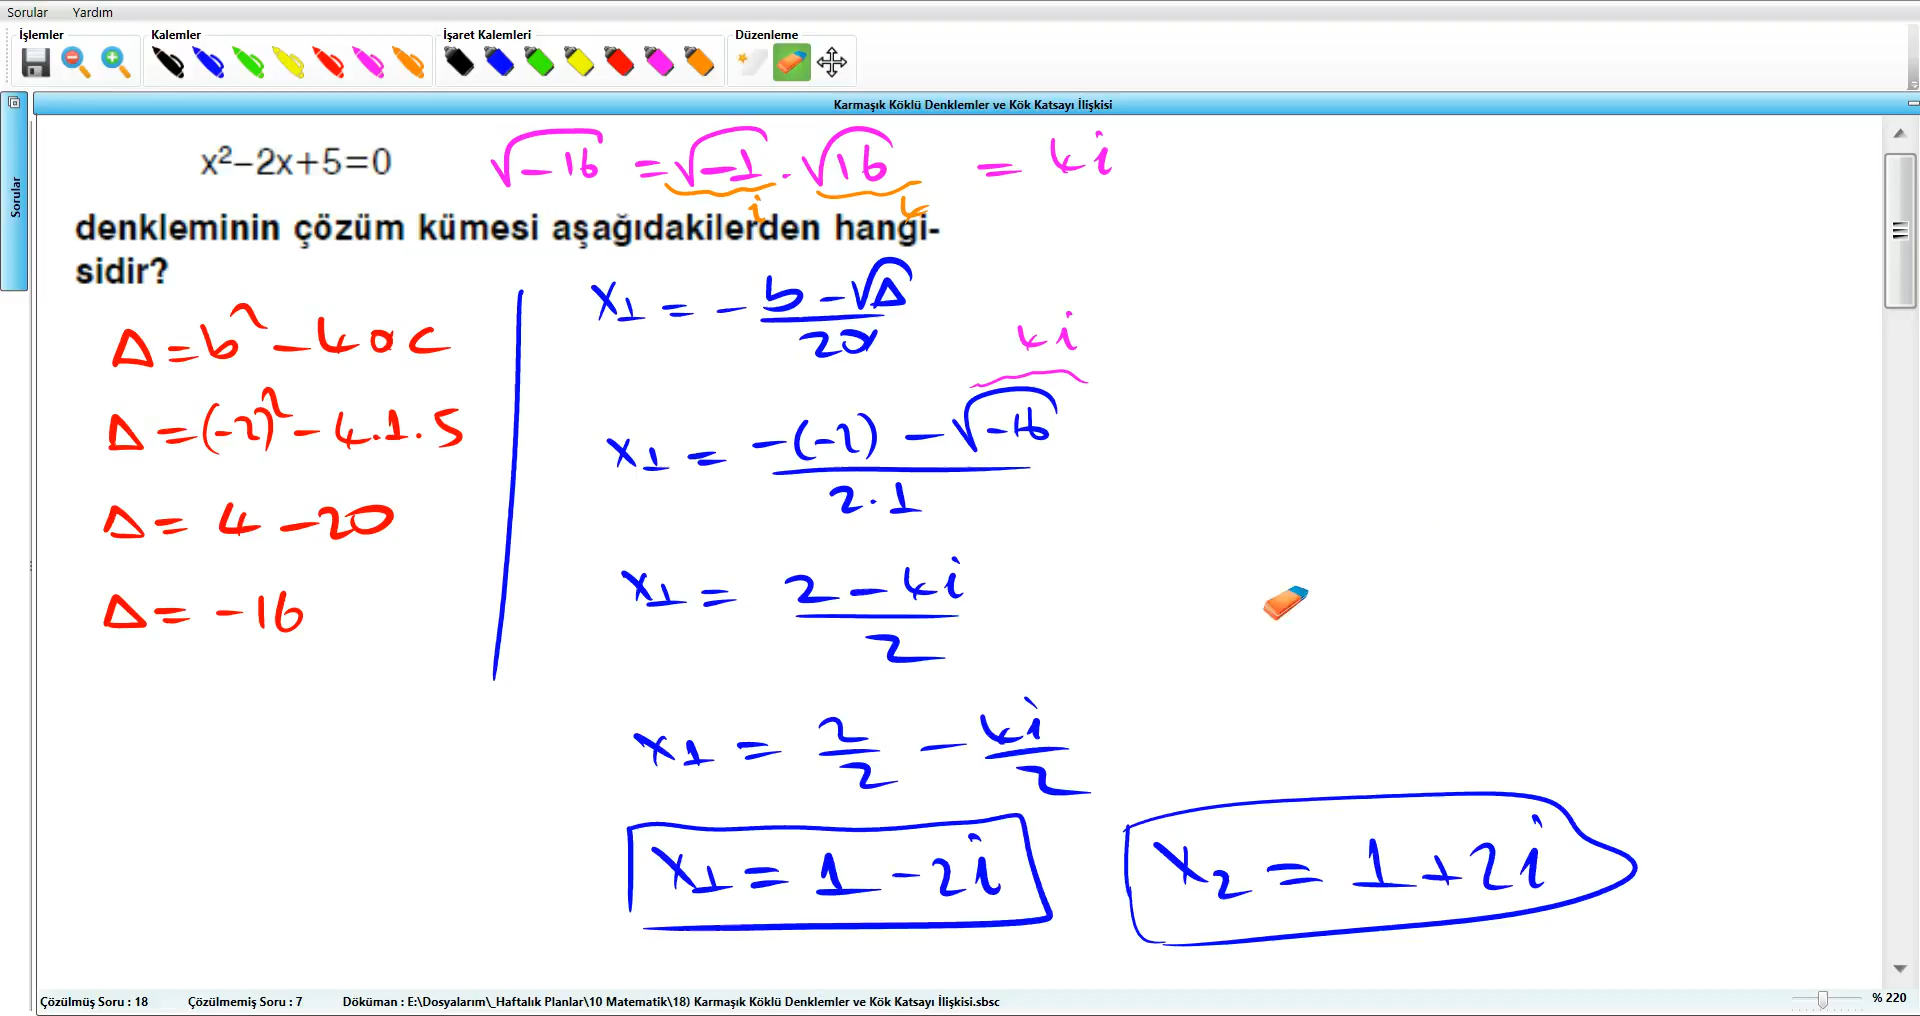 Sorular Yardım
İşlemler Kalemler İşaret Kalemleri Düzenleme
Karmaşık Köklü Denklemler ve Kök Katsayı İlişkisi
Sorular
x²−2x+5=0
√-16 = √-1 . √16 = 4i
i 4
denkleminin çözüm kümesi aşağıdakilerden hangi-
sidir?
Δ = b² - 4ac
Δ = (-2)² - 4.1.5
Δ = 4 - 20
Δ = -16
x1 = - b - √Δ / 2a
4i
x1 = -(-2) - √-16 / 2.1
x1 = 2 - 4i / 2
x1 = 2/2 - 4i/2
x1 = 1 - 2i
x2 = 1 + 2i
Çözülmüş Soru : 18 Çözülmemiş Soru : 7 Döküman : E:\Dosyalarım\_Haftalık Planlar\10 Matematik\18) Karmaşık Köklü Denklemler ve Kök Katsayı İlişkisi.sbsc % 220